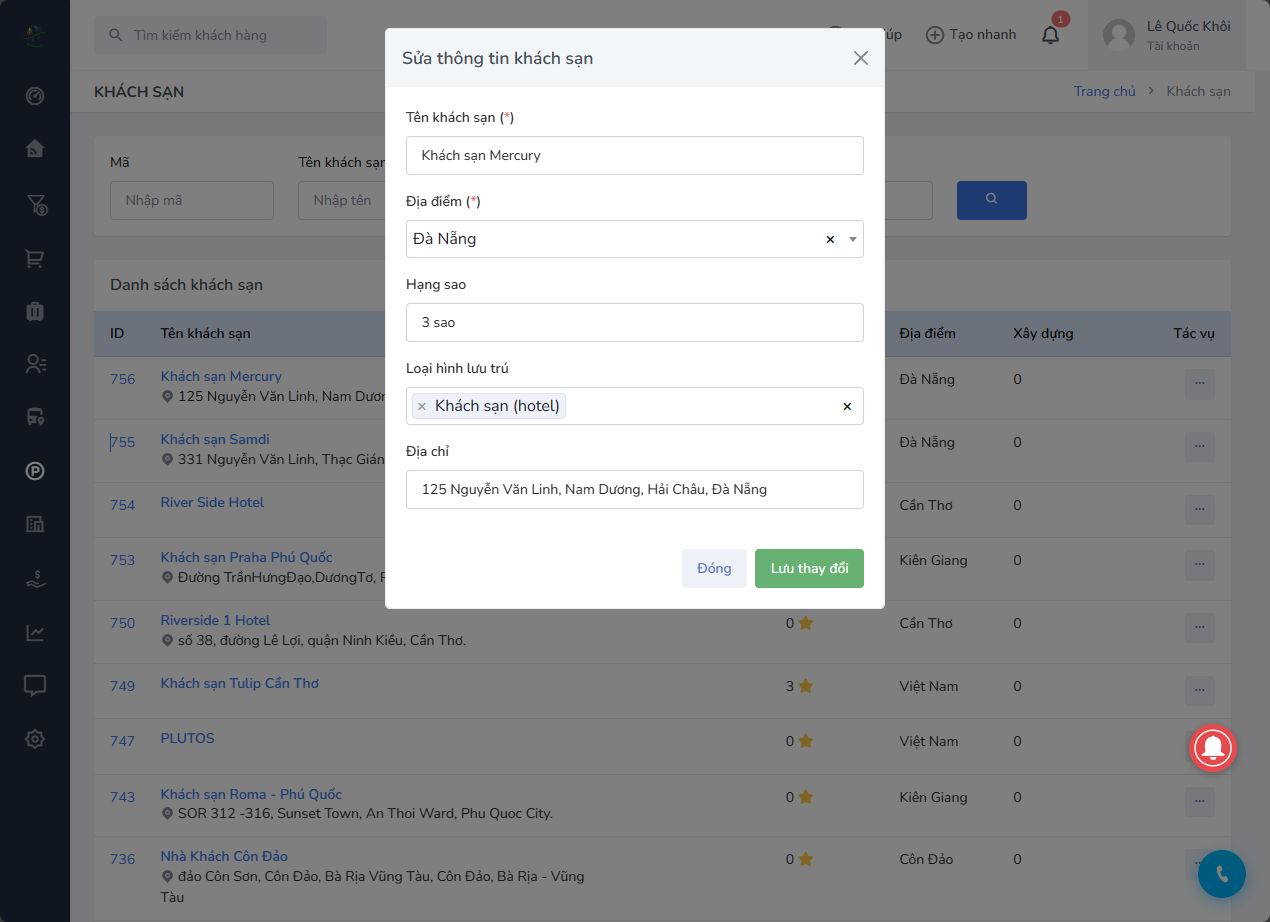 Tìm kiếm khách hàng
úp
Tạo nhanh
1
Lê Quốc Khôi
Tài khoản
KHÁCH SẠN
Trang chủ > Khách sạn
Mã
Tên khách sạn
Nhập mã
Nhập tên
Danh sách khách sạn
ID Tên khách sạn Địa điểm Xây dựng Tác vụ
756 Khách sạn Mercury Đà Nẵng 0 ...
125 Nguyễn Văn Linh, Nam Dươn
755 Khách sạn Samdi Đà Nẵng 0 ...
331 Nguyễn Văn Linh, Thạc Gián
754 River Side Hotel Cần Thơ 0 ...
753 Khách sạn Praha Phú Quốc Kiên Giang 0 ...
Đường TrầnHưngĐạo,DươngTơ, P
750 Riverside 1 Hotel 0 Cần Thơ 0 ...
số 38, đường Lê Lợi, quận Ninh Kiều, Cần Thơ.
749 Khách sạn Tulip Cần Thơ 3 Việt Nam 0 ...
747 PLUTOS 0 Việt Nam 0
743 Khách sạn Roma - Phú Quốc 0 Kiên Giang 0 ...
SOR 312 -316, Sunset Town, An Thoi Ward, Phu Quoc City.
736 Nhà Khách Côn Đảo 0 Côn Đảo 0
đảo Côn Sơn, Côn Đảo, Bà Rịa Vũng Tàu, Côn Đảo, Bà Rịa - Vũng
Tàu
Sửa thông tin khách sạn
Tên khách sạn (*)
Khách sạn Mercury
Địa điểm (*)
Đà Nẵng ×
Hạng sao
3 sao
Loại hình lưu trú
× Khách sạn (hotel) ×
Địa chỉ
125 Nguyễn Văn Linh, Nam Dương, Hải Châu, Đà Nẵng
Đóng
Lưu thay đổi